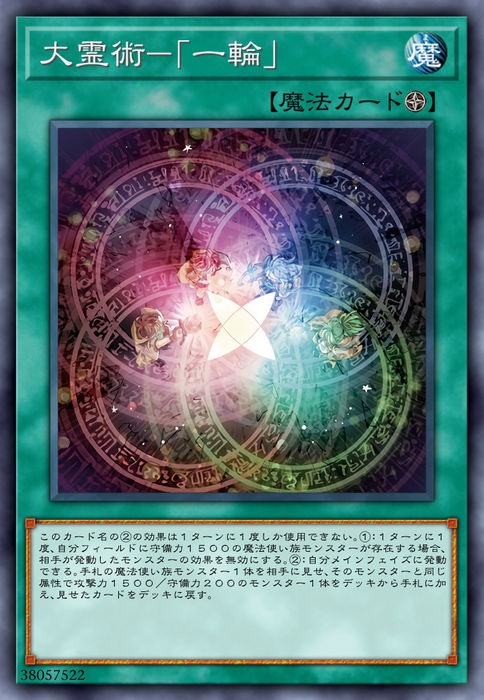 大霊術－「一輪」
魔
【魔法カード】
このカード名の②の効果は１ターンに１度しか使用できない。①：１ターンに１
度、自分フィールドに守備力１５００の魔法使い族モンスターが存在する場合、
相手が発動したモンスターの効果を無効にする。②：自分メインフェイズに発動
できる。手札の魔法使い族モンスター１体を相手に見せ、そのモンスターと同じ
属性で攻撃力１５００／守備力２００のモンスター１体をデッキから手札に加
え、見せたカードをデッキに戻す。
38057522